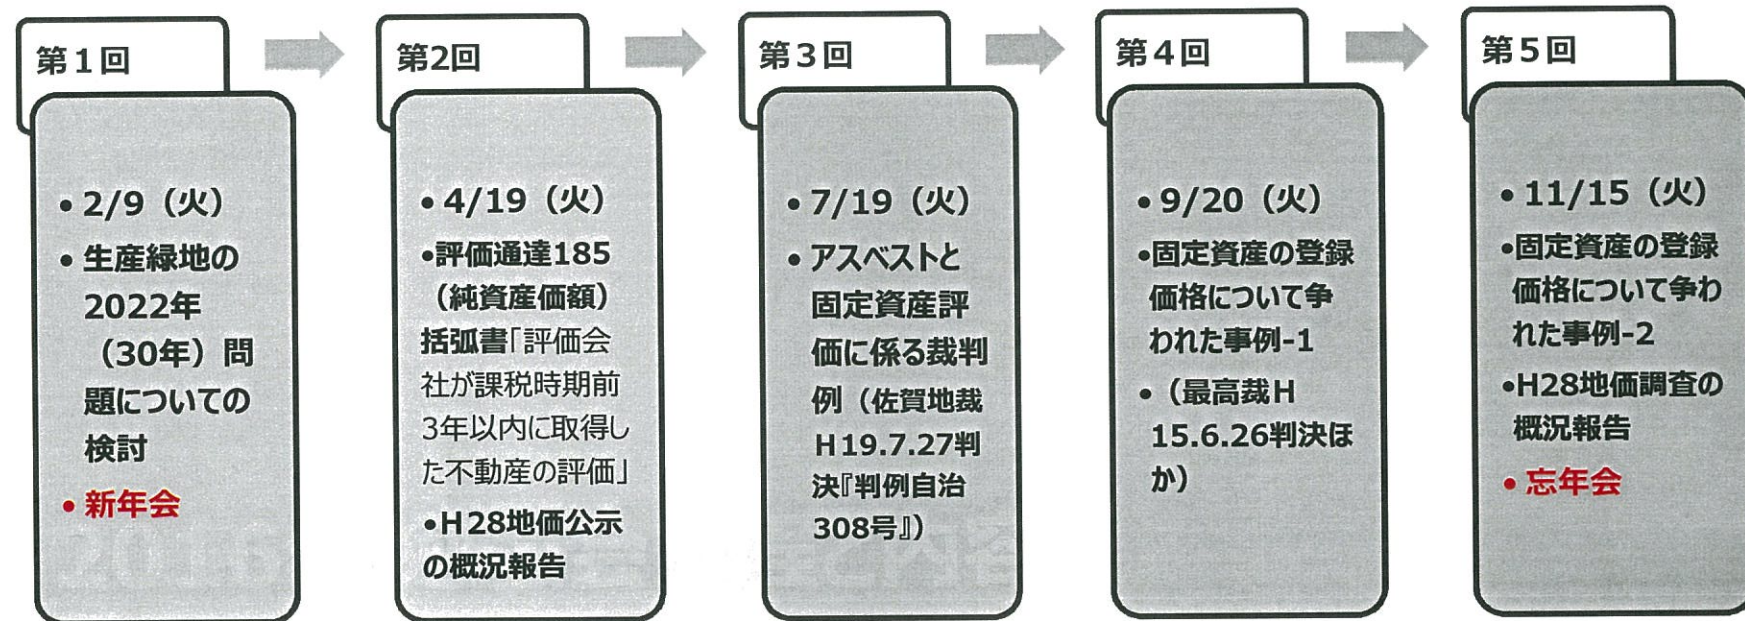 第１回
• 2/9（火）
• 生産緑地の
2022年
（30年）問
題についての
検討
• 新年会
第2回
• 4/19（火）
•評価通達185
（純資産価額）
括弧書「評価会
社が課税時期前
3年以内に取得し
た不動産の評価」
•Ｈ28地価公示
の概況報告
第３回
• 7/19（火）
• アスベストと
固定資産評
価に係る裁判
例（佐賀地裁
Ｈ19.7.27判
決『判例自治
308号』）
第４回
• 9/20（火）
•固定資産の登録
価格について争
われた事例-1
• （最高裁Ｈ
15.6.26判決ほ
か）
第５回
• 11/15（火）
•固定資産の登録
価格について争わ
れた事例-2
•H28地価調査の
概況報告
• 忘年会